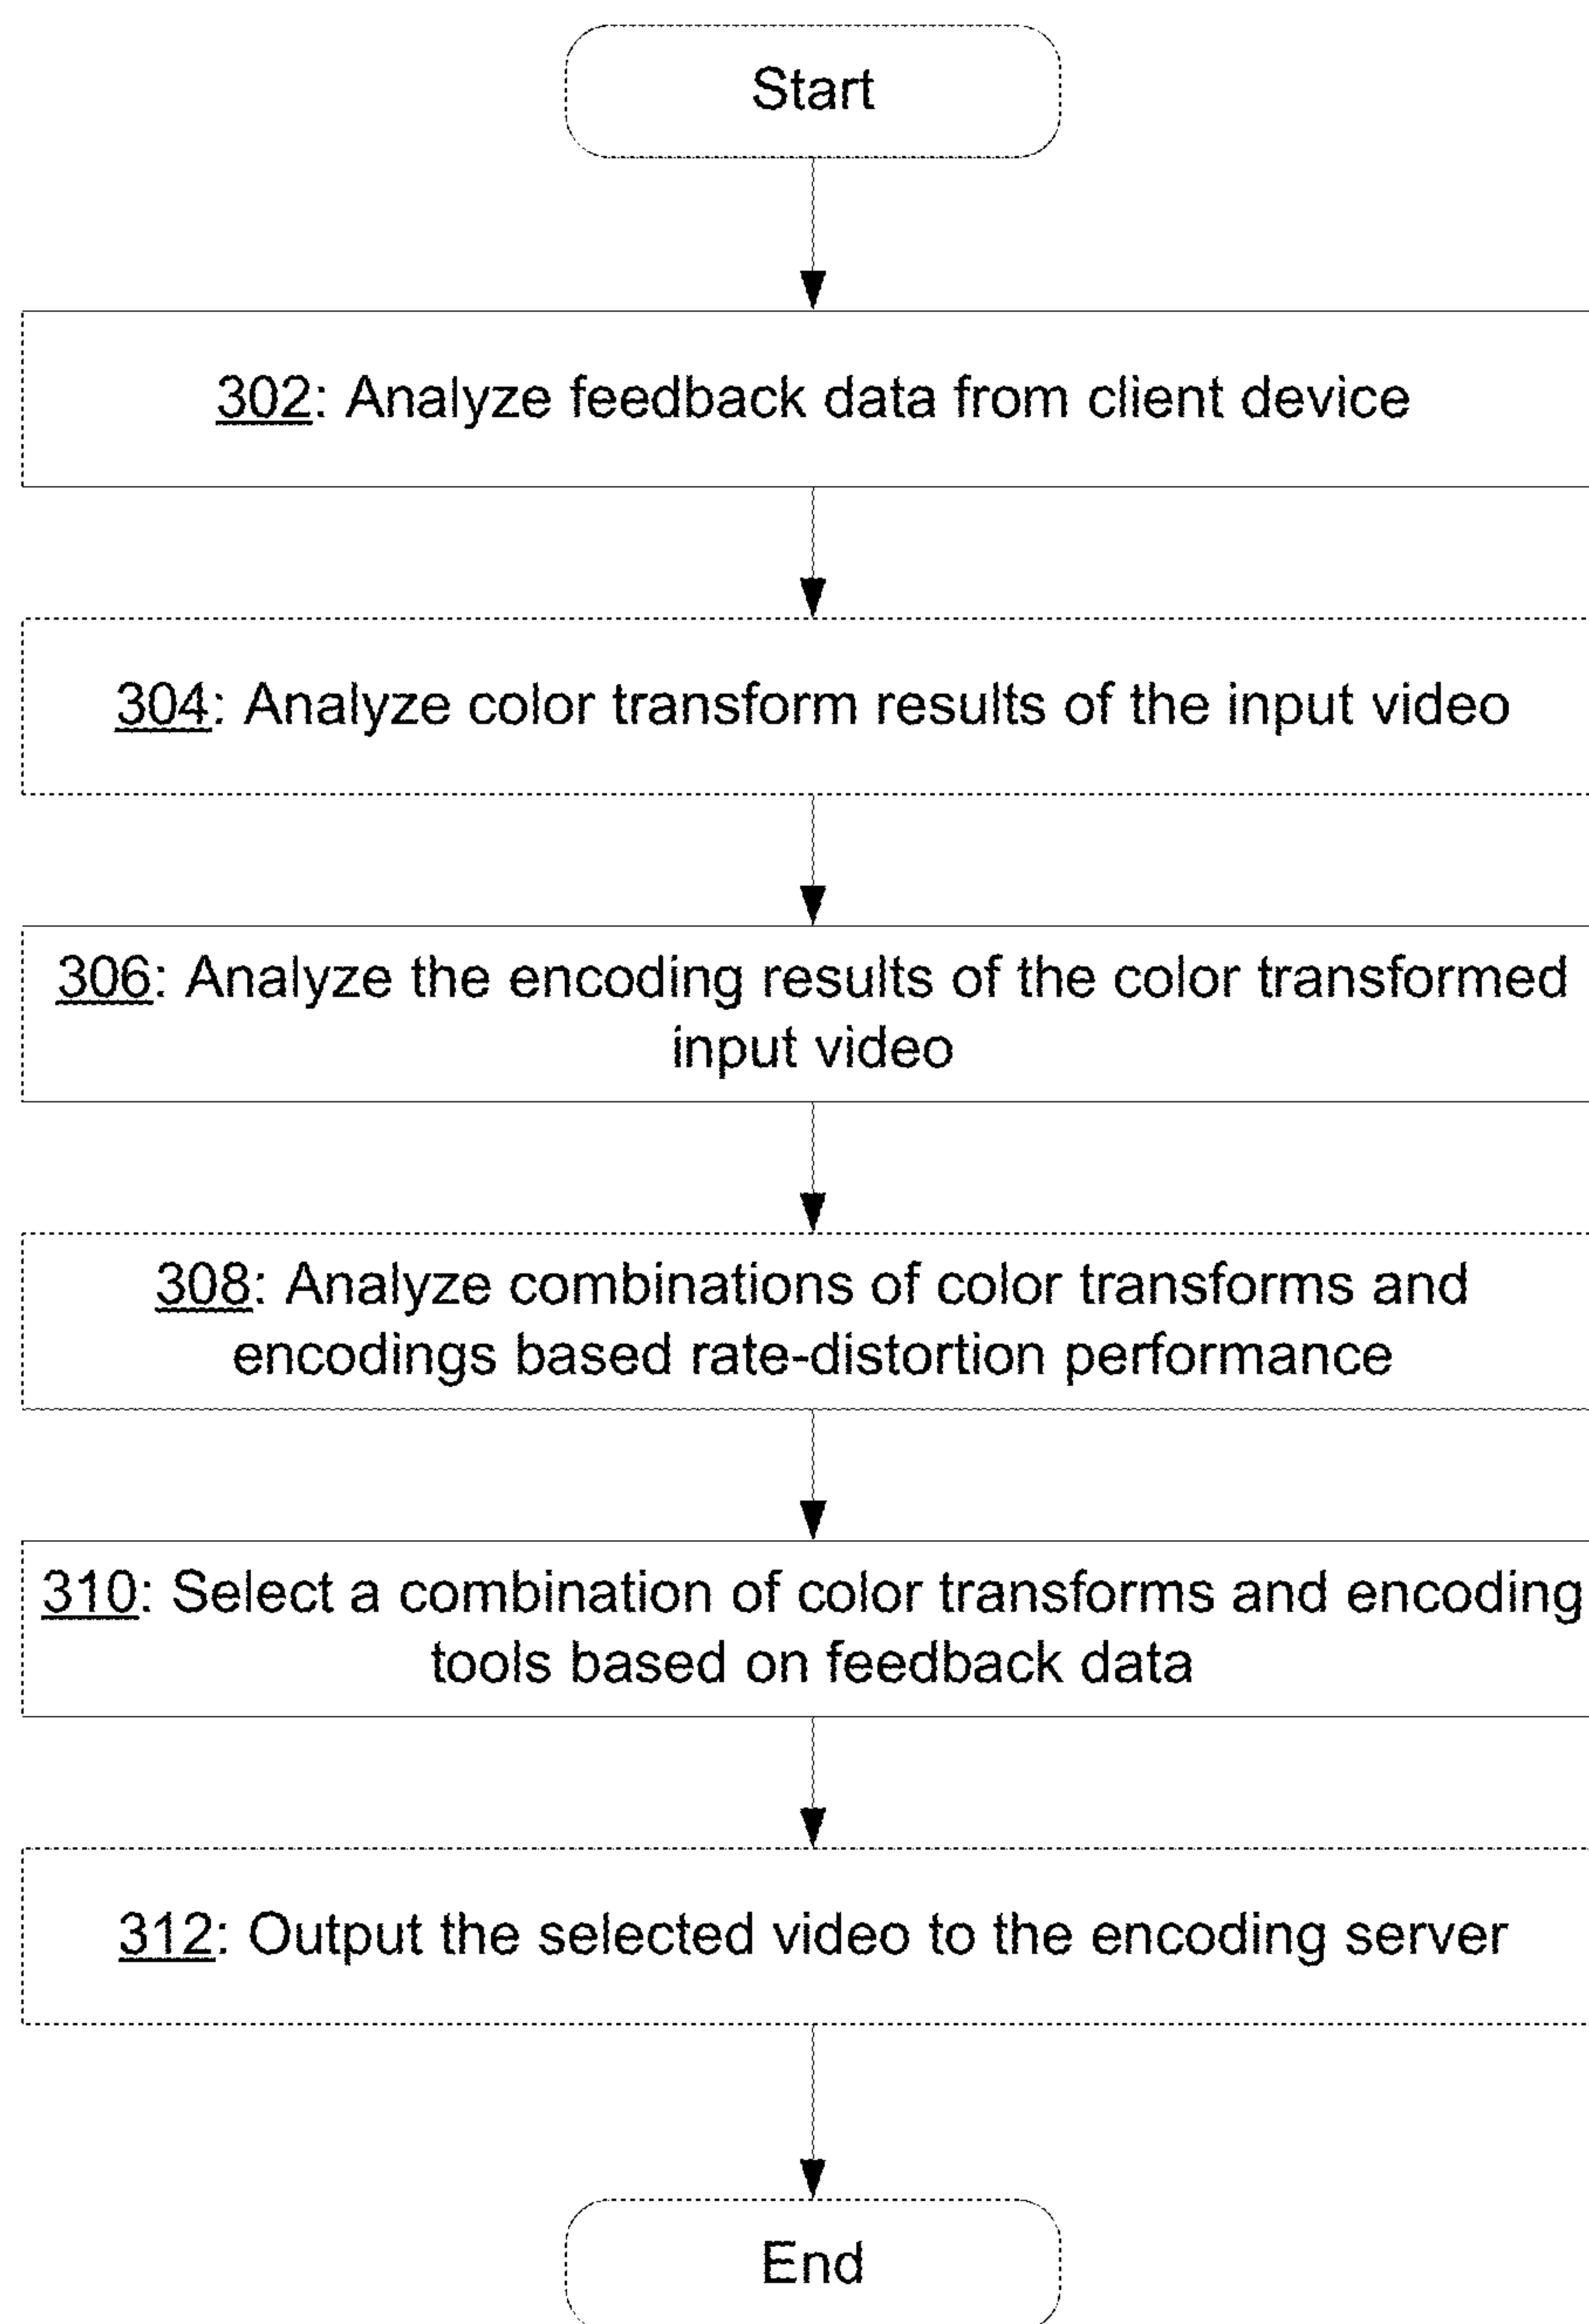 Start
302: Analyze feedback data from client device
304: Analyze color transform results of the input video
306: Analyze the encoding results of the color transformed
input video
308: Analyze combinations of color transforms and
encodings based rate-distortion performance
310: Select a combination of color transforms and encoding
tools based on feedback data
312: Output the selected video to the encoding server
End